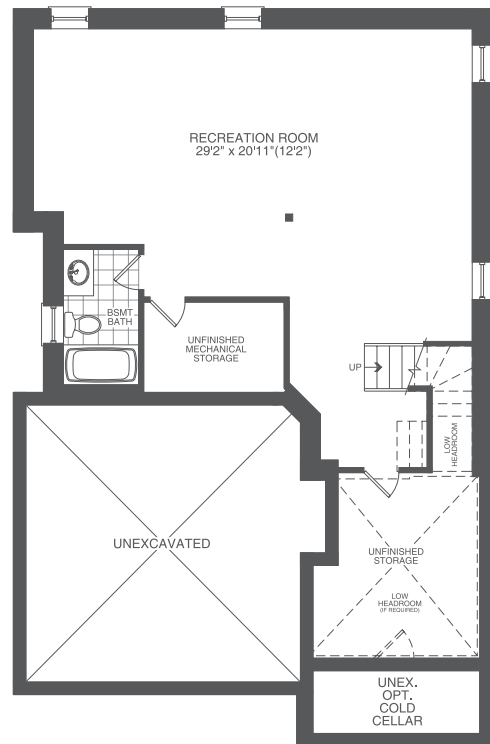 RECREATION ROOM
29'2" x 20'11"(12'2")
BSMT
BATH
UNFINISHED
MECHANICAL
STORAGE
UP
LOW
HEADROOM
UNEXCAVATED
UNFINISHED
STORAGE
LOW
HEADROOM
(IF REQUIRED)
UNEX.
OPT.
COLD
CELLAR